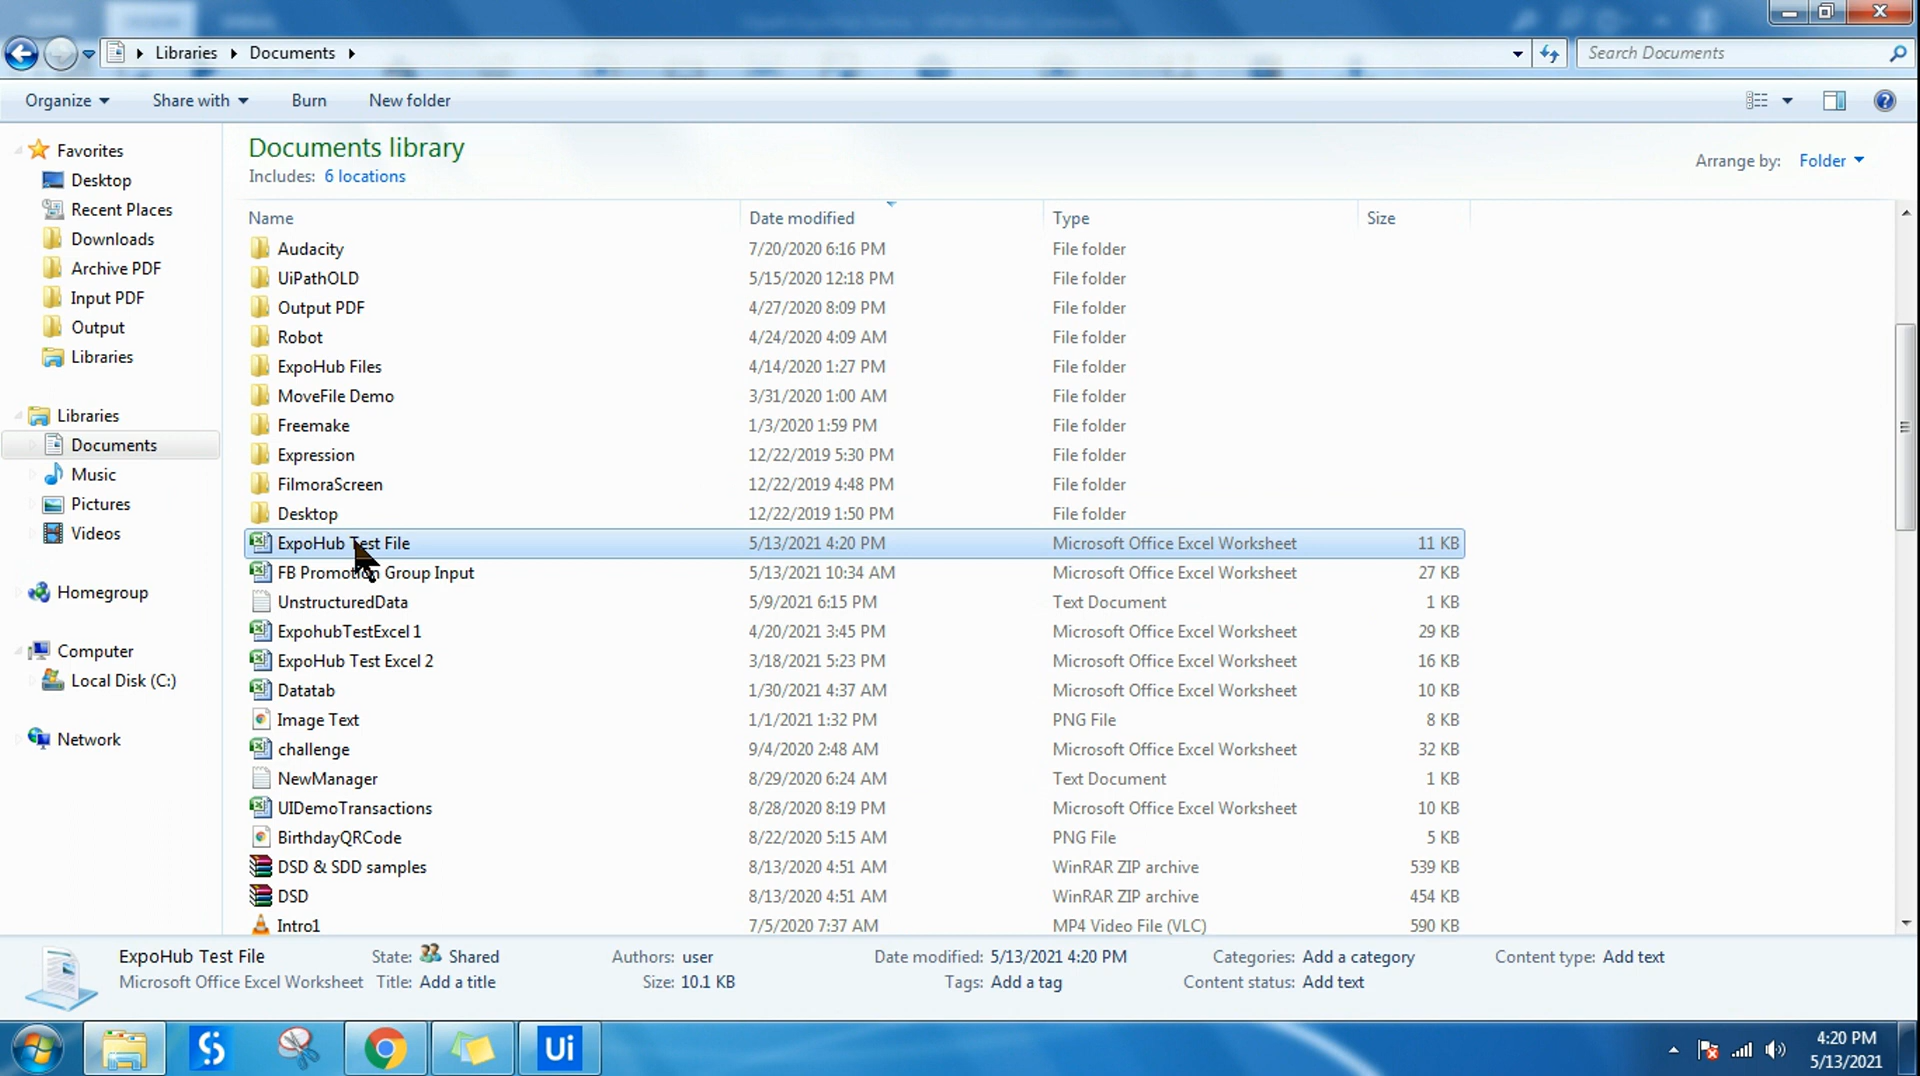 Libraries Documents
Search Documents
Organize Share with Burn New folder
Documents library
Includes: 6 locations
Arrange by: Folder
Favorites
Desktop
Recent Places
Downloads
Archive PDF
Input PDF
Output
Libraries
Libraries
Documents
Music
Pictures
Videos
Homegroup
Computer
Local Disk (C:)
Network
Name Date modified Type Size
Audacity 7/20/2020 6:16 PM File folder
UiPathOLD 5/15/2020 12:18 PM File folder
Output PDF 4/27/2020 8:09 PM File folder
Robot 4/24/2020 4:09 AM File folder
ExpoHub Files 4/14/2020 1:27 PM File folder
MoveFile Demo 3/31/2020 1:00 AM File folder
Freemake 1/3/2020 1:59 PM File folder
Expression 12/22/2019 5:30 PM File folder
FilmoraScreen 12/22/2019 4:48 PM File folder
Desktop 12/22/2019 1:50 PM File folder
ExpoHub Test File 5/13/2021 4:20 PM Microsoft Office Excel Worksheet 11 KB
FB Promotion Group Input 5/13/2021 10:34 AM Microsoft Office Excel Worksheet 27 KB
UnstructuredData 5/9/2021 6:15 PM Text Document 1 KB
ExpohubTestExcel 1 4/20/2021 3:45 PM Microsoft Office Excel Worksheet 29 KB
ExpoHub Test Excel 2 3/18/2021 5:23 PM Microsoft Office Excel Worksheet 16 KB
Datatab 1/30/2021 4:37 AM Microsoft Office Excel Worksheet 10 KB
Image Text 1/1/2021 1:32 PM PNG File 8 KB
challenge 9/4/2020 2:48 AM Microsoft Office Excel Worksheet 32 KB
NewManager 8/29/2020 6:24 AM Text Document 1 KB
UIDemoTransactions 8/28/2020 8:19 PM Microsoft Office Excel Worksheet 10 KB
BirthdayQRCode 8/22/2020 5:15 AM PNG File 5 KB
DSD & SDD samples 8/13/2020 4:51 AM WinRAR ZIP archive 539 KB
DSD 8/13/2020 4:51 AM WinRAR ZIP archive 454 KB
Intro1 7/5/2020 7:37 AM MP4 Video File (VLC) 590 KB
ExpoHub Test File State: Shared Authors: user Date modified: 5/13/2021 4:20 PM Categories: Add a category Content type: Add text
Microsoft Office Excel Worksheet Title: Add a title Size: 10.1 KB Tags: Add a tag Content status: Add text
Ui
4:20 PM
5/13/2021